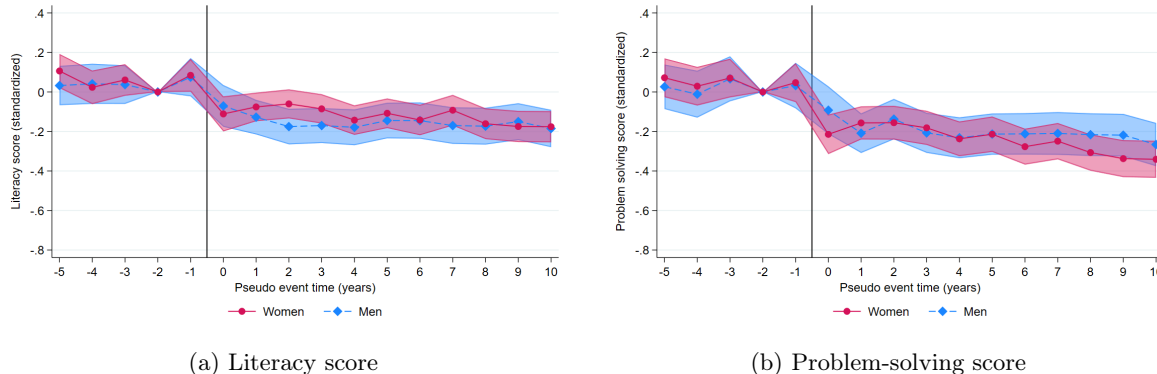 Literacy score (standardized)
.4
.2
0
-.2
-.4
-.6
-.8
-5 -4 -3 -2 -1 0 1 2 3 4 5 6 7 8 9 10
Pseudo event time (years)
Women Men
(a) Literacy score
Problem solving score (standardized)
.4
.2
0
-.2
-.4
-.6
-.8
-5 -4 -3 -2 -1 0 1 2 3 4 5 6 7 8 9 10
Pseudo event time (years)
Women Men
(b) Problem-solving score